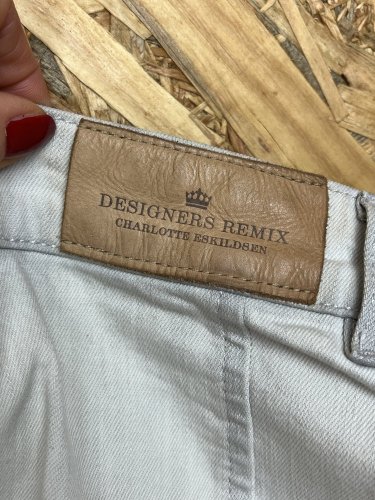 DESIGNERS REMIX
CHARLOTTE ESKILDSEN